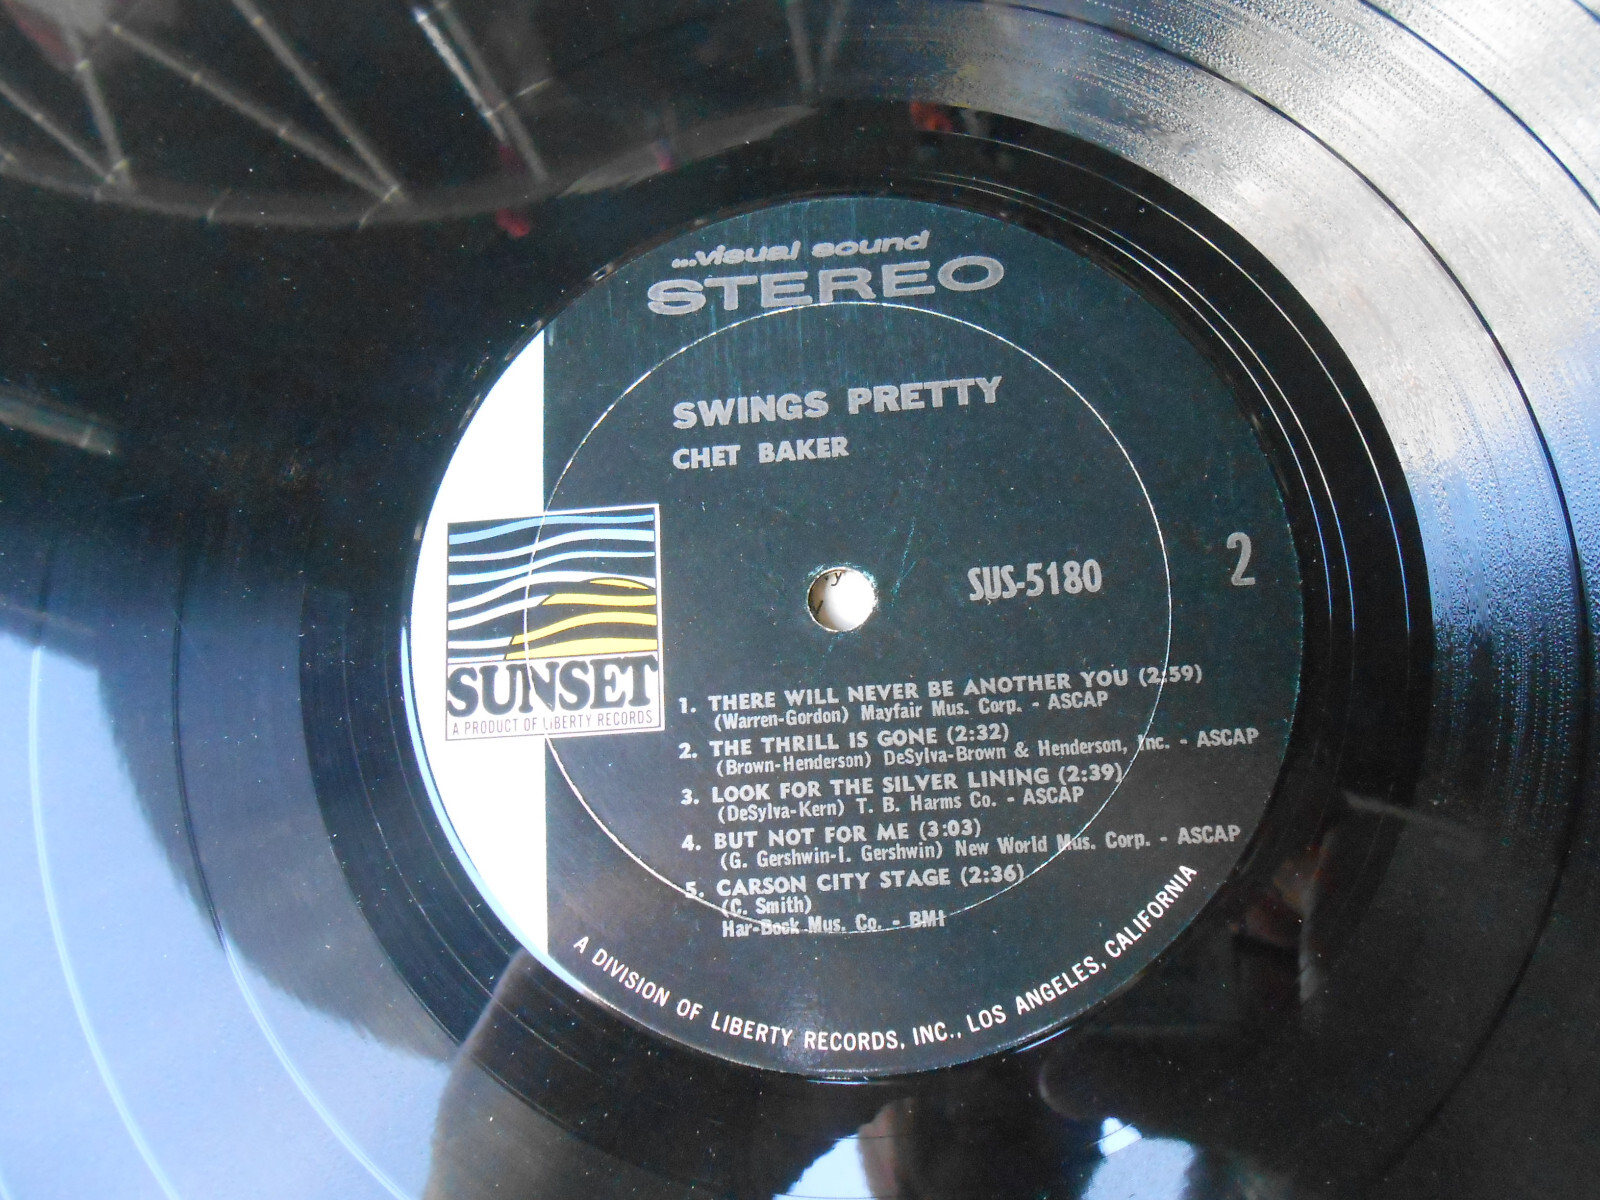 ...visual sound
STEREO
SWINGS PRETTY
CHET BAKER
SUS-5180
2
SUNSET
A PRODUCT OF LIBERTY RECORDS
1. THERE WILL NEVER BE ANOTHER YOU (2:59)
(Warren-Gordon) Mayfair Mus. Corp. - ASCAP
2. THE THRILL IS GONE (2:32)
(Brown-Henderson) DeSylva-Brown & Henderson, Inc. - ASCAP
3. LOOK FOR THE SILVER LINING (2:39)
(DeSylva-Kern) T. B. Harms Co. - ASCAP
4. BUT NOT FOR ME (3:03)
(G. Gershwin-I. Gershwin) New World Mus. Corp. - ASCAP
5. CARSON CITY STAGE (2:36)
(C. Smith)
Har-Bock Mus. Co. - BMI
A DIVISION OF LIBERTY RECORDS, INC., LOS ANGELES, CALIFORNIA